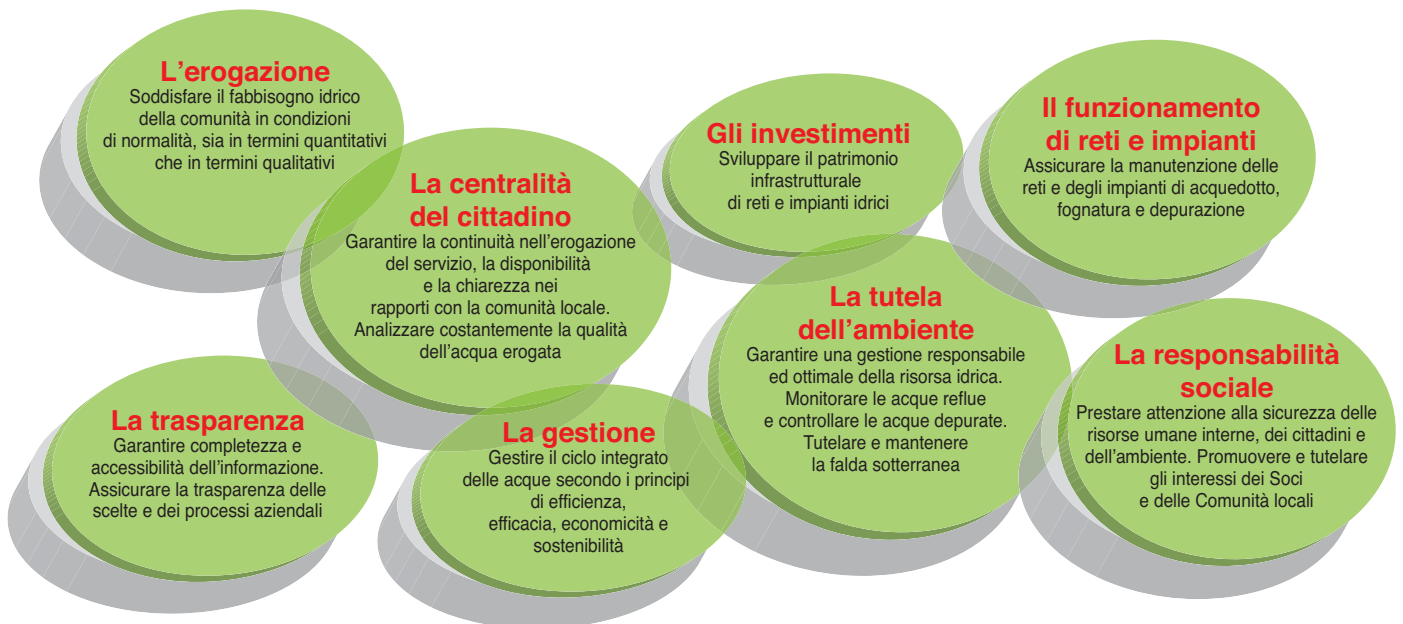 L'erogazione
Soddisfare il fabbisogno idrico
della comunità in condizioni
di normalità, sia in termini quantitativi
che in termini qualitativi
La centralità
del cittadino
Garantire la continuità nell'erogazione
del servizio, la disponibilità
e la chiarezza nei
rapporti con la comunità locale.
Analizzare costantemente la qualità
dell'acqua erogata
Gli investimenti
Sviluppare il patrimonio
infrastrutturale
di reti e impianti idrici
Il funzionamento
di reti e impianti
Assicurare la manutenzione delle
reti e degli impianti di acquedotto,
fognatura e depurazione
La trasparenza
Garantire completezza e
accessibilità dell'informazione.
Assicurare la trasparenza delle
scelte e dei processi aziendali
La gestione
Gestire il ciclo integrato
delle acque secondo i principi
di efficienza,
efficacia, economicità e
sostenibilità
La tutela
dell'ambiente
Garantire una gestione responsabile
ed ottimale della risorsa idrica.
Monitorare le acque reflue
e controllare le acque depurate.
Tutelare e mantenere
la falda sotterranea
La responsabilità
sociale
Prestare attenzione alla sicurezza delle
risorse umane interne, dei cittadini e
dell'ambiente. Promuovere e tutelare
gli interessi dei Soci
e delle Comunità locali